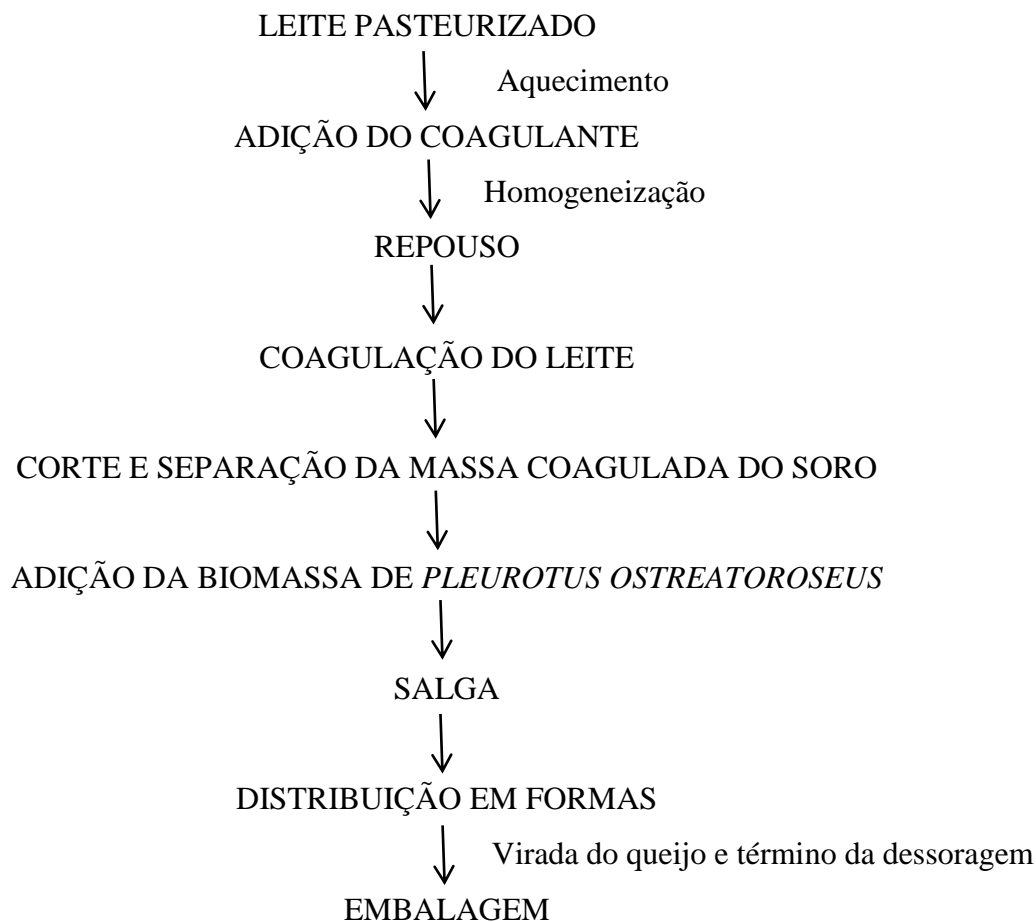 LEITE PASTEURIZADO
Aquecimento
ADIÇÃO DO COAGULANTE
Homogeneização
REPOUSO
COAGULAÇÃO DO LEITE
CORTE E SEPARAÇÃO DA MASSA COAGULADA DO SORO
ADIÇÃO DA BIOMASSA DE PLEUROTUS OSTREATOROSEUS
SALGA
DISTRIBUIÇÃO EM FORMAS
Virada do queijo e término da dessoragem
EMBALAGEM